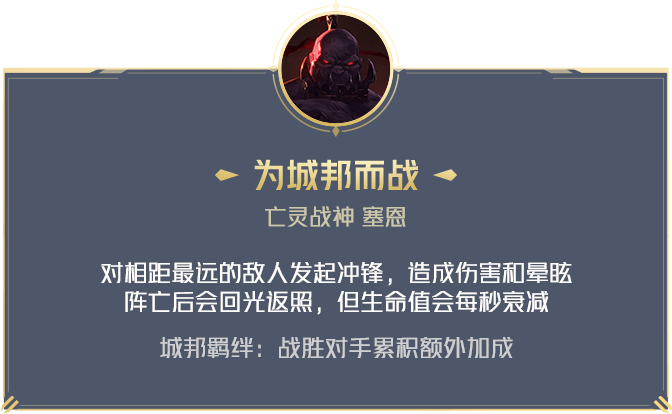 为城邦而战
亡灵战神 塞恩
对相距最远的敌人发起冲锋，造成伤害和晕眩
阵亡后会回光返照，但生命值会每秒衰减
城邦羁绊：战胜对手累积额外加成